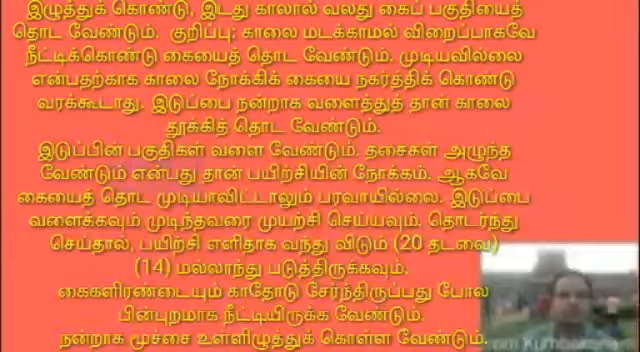 இழுத்துக் கொண்டு, இடது காலால் வலது கைப் பகுதியைத்
தொட வேண்டும். குறிப்பு: காலை மடக்காமல் விறைப்பாகவே
நீட்டிக்கொண்டு கையைத் தொட வேண்டும். முடியவில்லை
என்பதற்காக காலை நோக்கிக் கையை நகர்த்திக் கொண்டு
வரக்கூடாது. இடுப்பை நன்றாக வளைத்துத் தான் காலை
தூக்கித் தொட வேண்டும்.
இடுப்பின் பகுதிகள் வளை வேண்டும். தசைகள் அழுந்த
வேண்டும் என்பது தான் பயிற்சியின் நோக்கம். ஆகவே
கையைத் தொட முடியாவிட்டாலும் பரவாயில்லை. இடுப்பை
வளைக்கவும் முடிந்தவரை முயற்சி செய்யவும். தொடர்ந்து
செய்தால், பயிற்சி எளிதாக வந்து விடும் (20 தடவை)
(14) மல்லாந்து படுத்திருக்கவும்.
கைகளிரண்டையும் காதோடு சேர்ந்திருப்பது போல
பின்புறமாக நீட்டியிருக்க வேண்டும்.
நன்றாக மூச்சை உள்ளிழுத்துக் கொள்ள வேண்டும்.